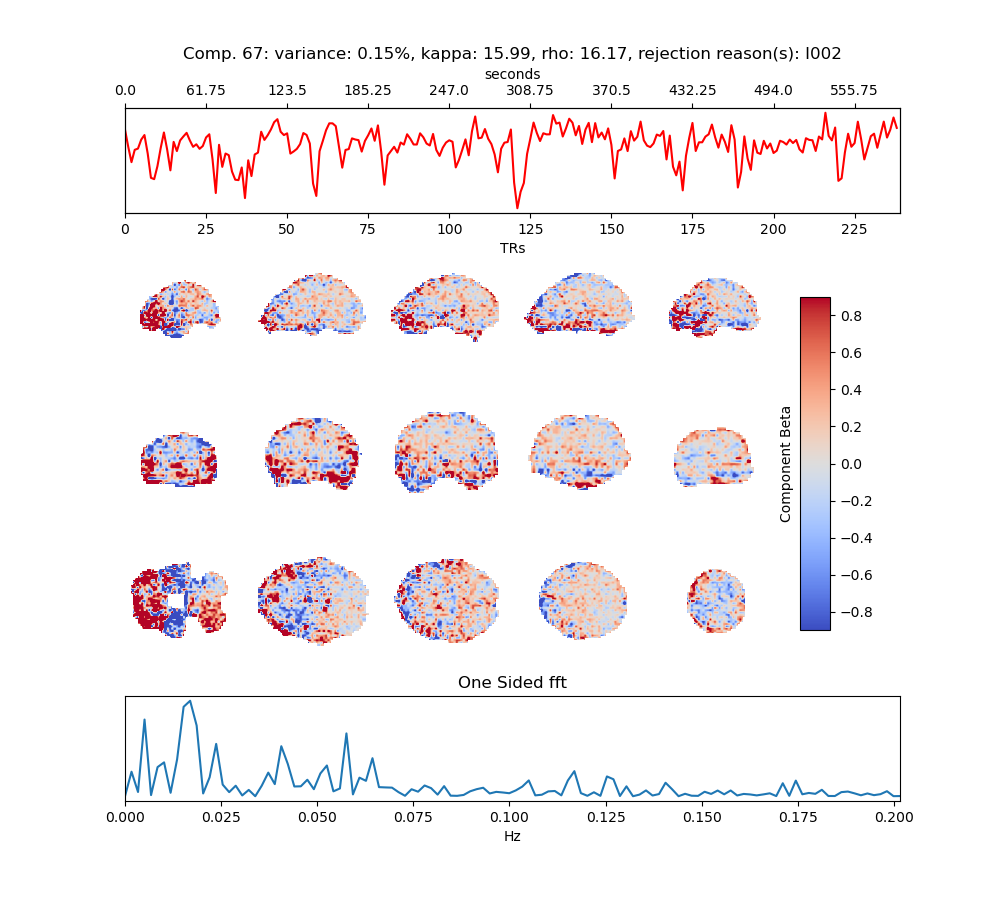 Comp. 67: variance: 0.15%, kappa: 15.99, rho: 16.17, rejection reason(s): I002
seconds
0.0 61.75 123.5 185.25 247.0 308.75 370.5 432.25 494.0 555.75
0 25 50 75 100 125 150 175 200 225
TRs
0.8
0.6
0.4
0.2
0.0
−0.2
−0.4
−0.6
−0.8
Component Beta
One Sided fft
0.000 0.025 0.050 0.075 0.100 0.125 0.150 0.175 0.200
Hz